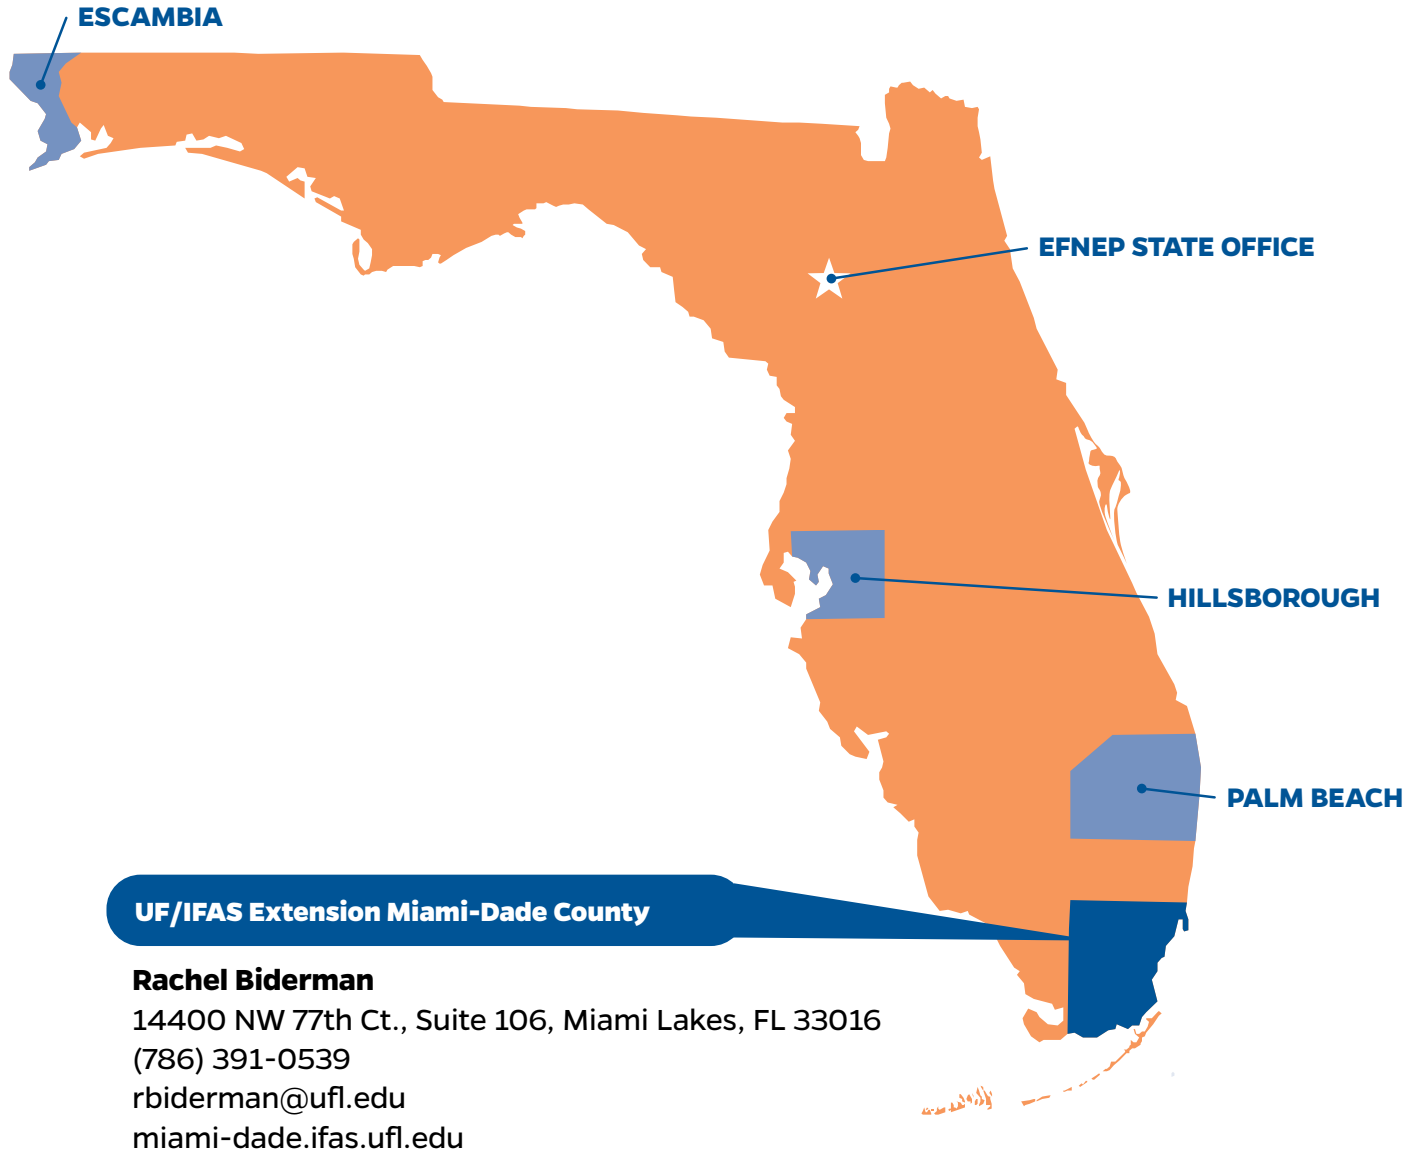 ESCAMBIA
EFNEP STATE OFFICE
HILLSBOROUGH
PALM BEACH
UF/IFAS Extension Miami-Dade County
Rachel Biderman
14400 NW 77th Ct., Suite 106, Miami Lakes, FL 33016
(786) 391-0539
rbiderman@ufl.edu
miami-dade.ifas.ufl.edu